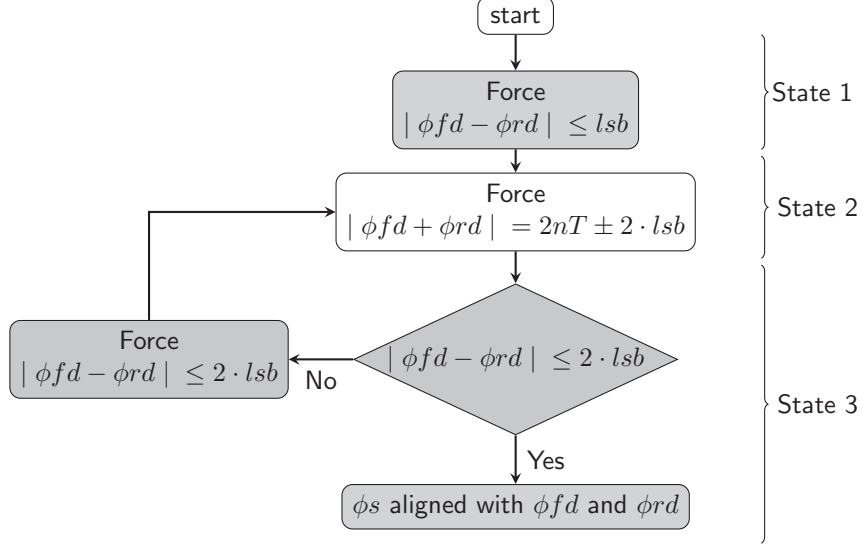 start
Force
| ϕfd − ϕrd | ≤ lsb
State 1
Force
| ϕfd + ϕrd | = 2nT ± 2 · lsb
State 2
Force
| ϕfd − ϕrd | ≤ 2 · lsb
| ϕfd − ϕrd | ≤ 2 · lsb
No
State 3
Yes
ϕs aligned with ϕfd and ϕrd